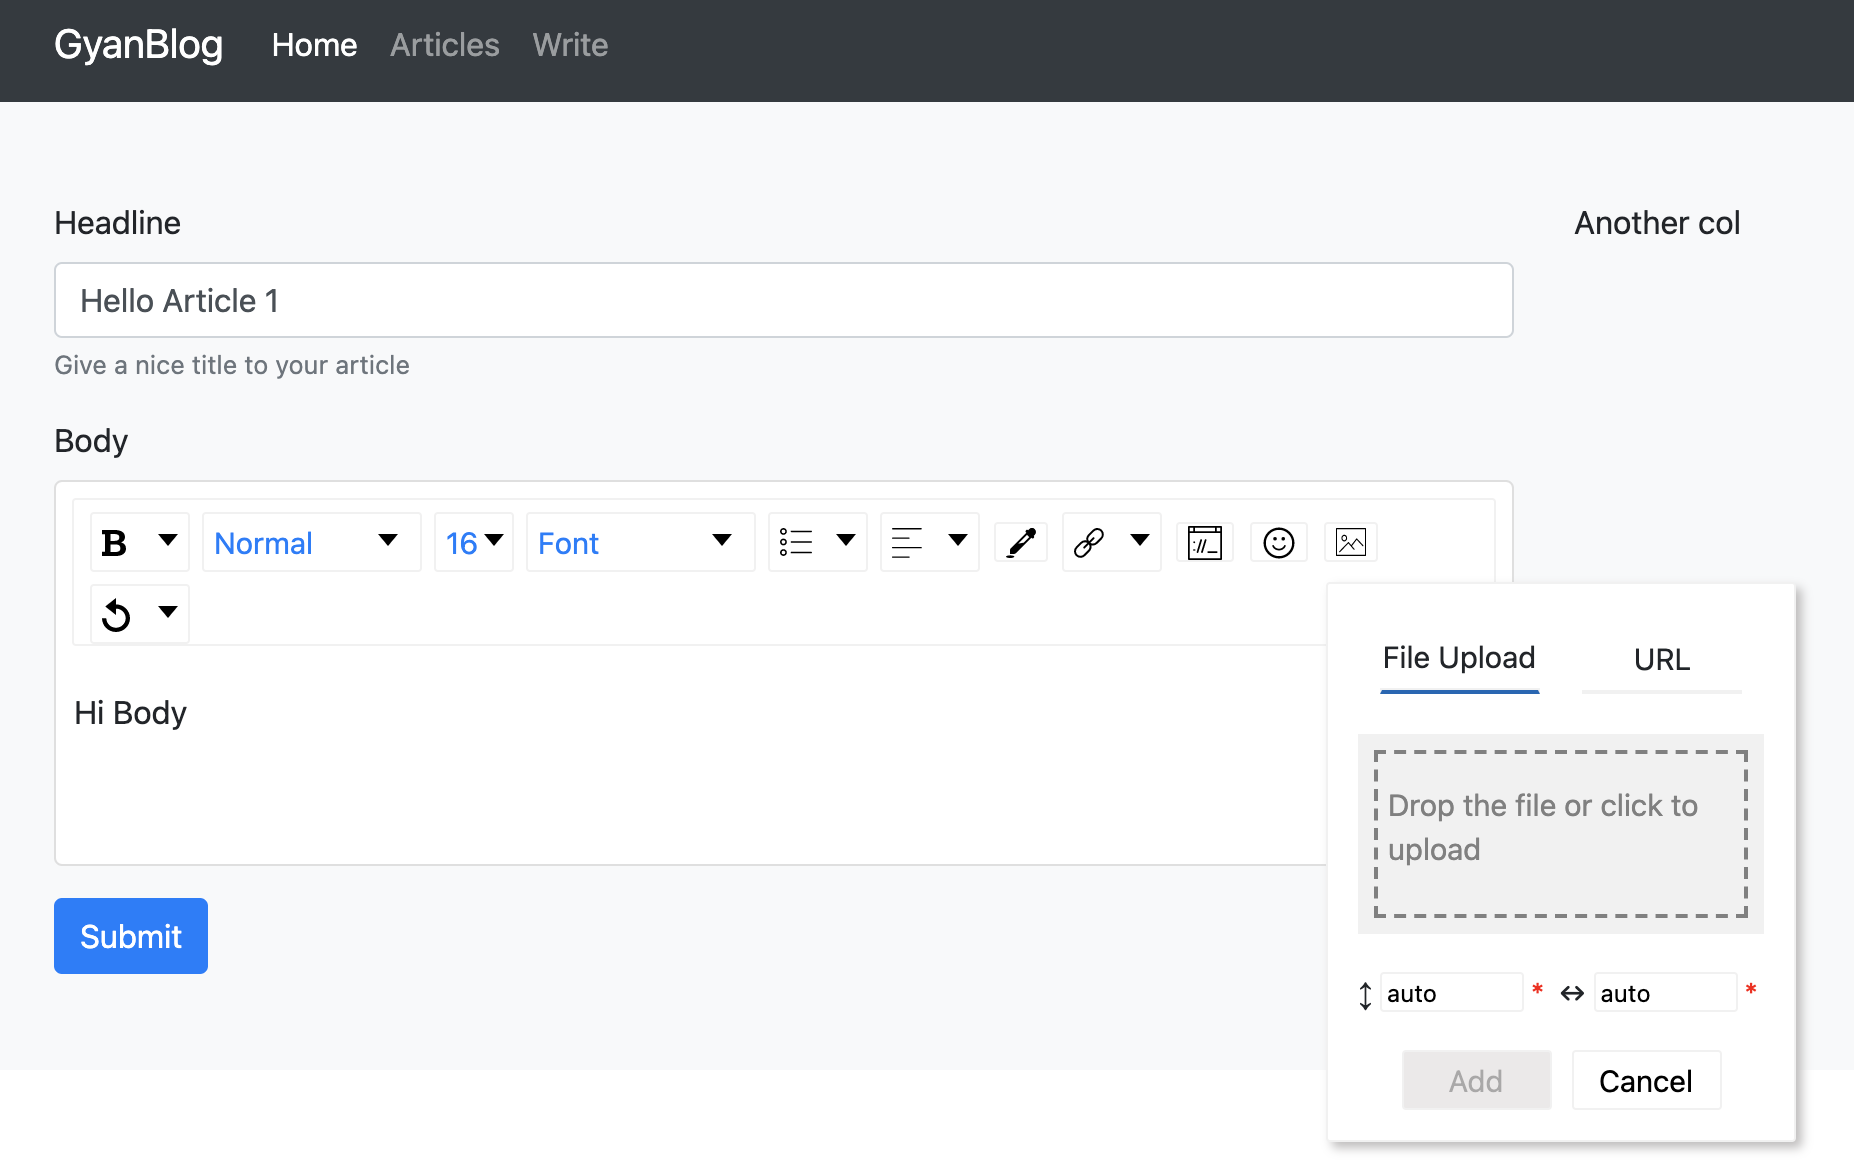 GyanBlog Home Articles Write
Headline
Another col
Hello Article 1
Give a nice title to your article
Body
B Normal 16 Font
Hi Body
File Upload URL
Drop the file or click to
upload
auto * auto *
Add Cancel
Submit